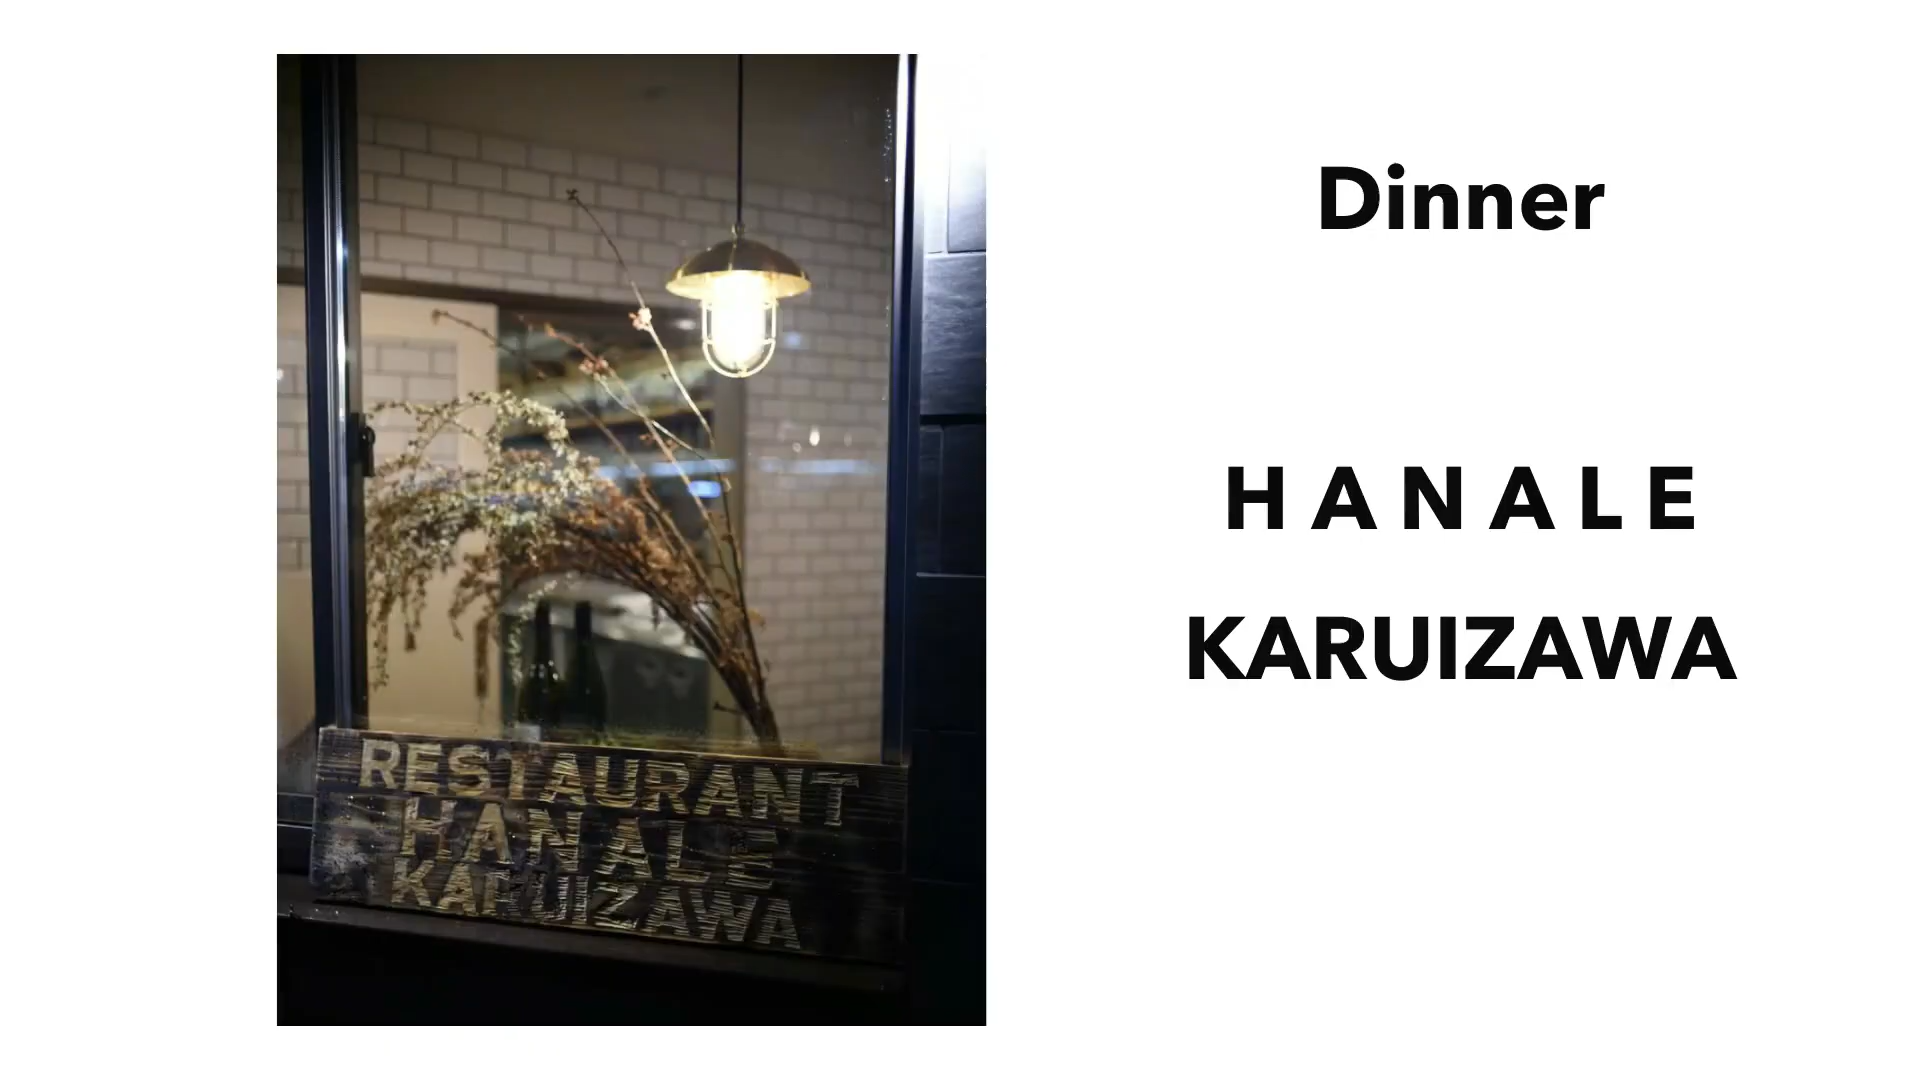 Dinner
H A N A L E
KARUIZAWA
RESTAURANT
HANALE
KARUIZAWA